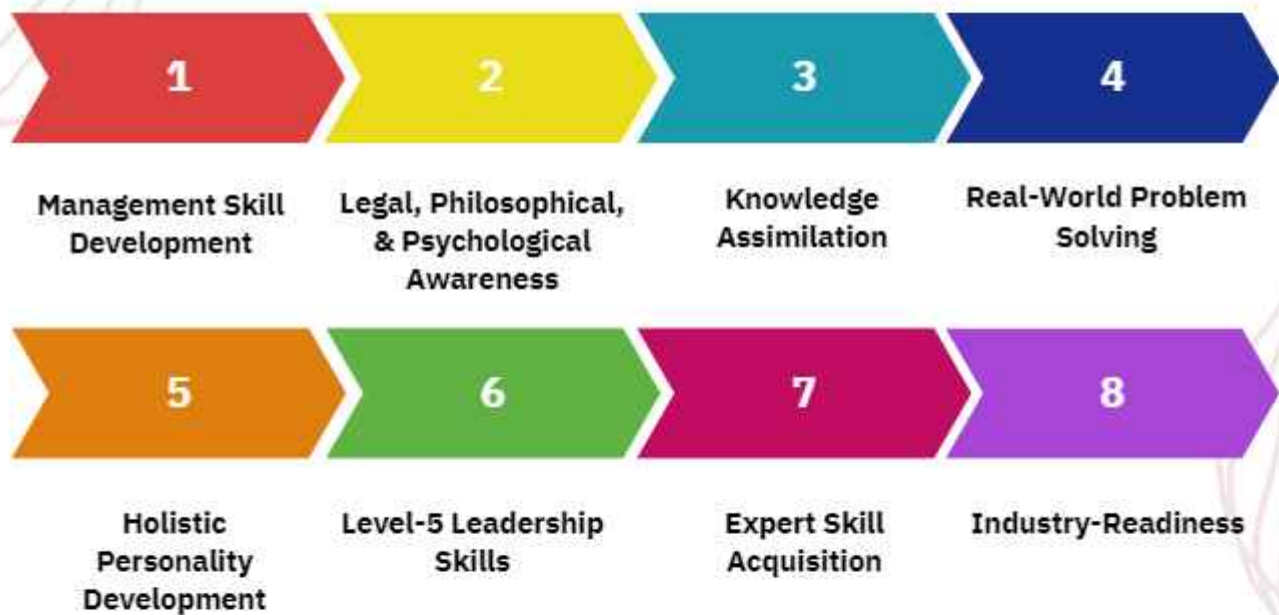 1
2
3
4
Management Skill
Development
Legal, Philosophical,
& Psychological
Awareness
Knowledge
Assimilation
Real-World Problem
Solving
5
6
7
8
Holistic
Personality
Development
Level-5 Leadership
Skills
Expert Skill
Acquisition
Industry-Readiness